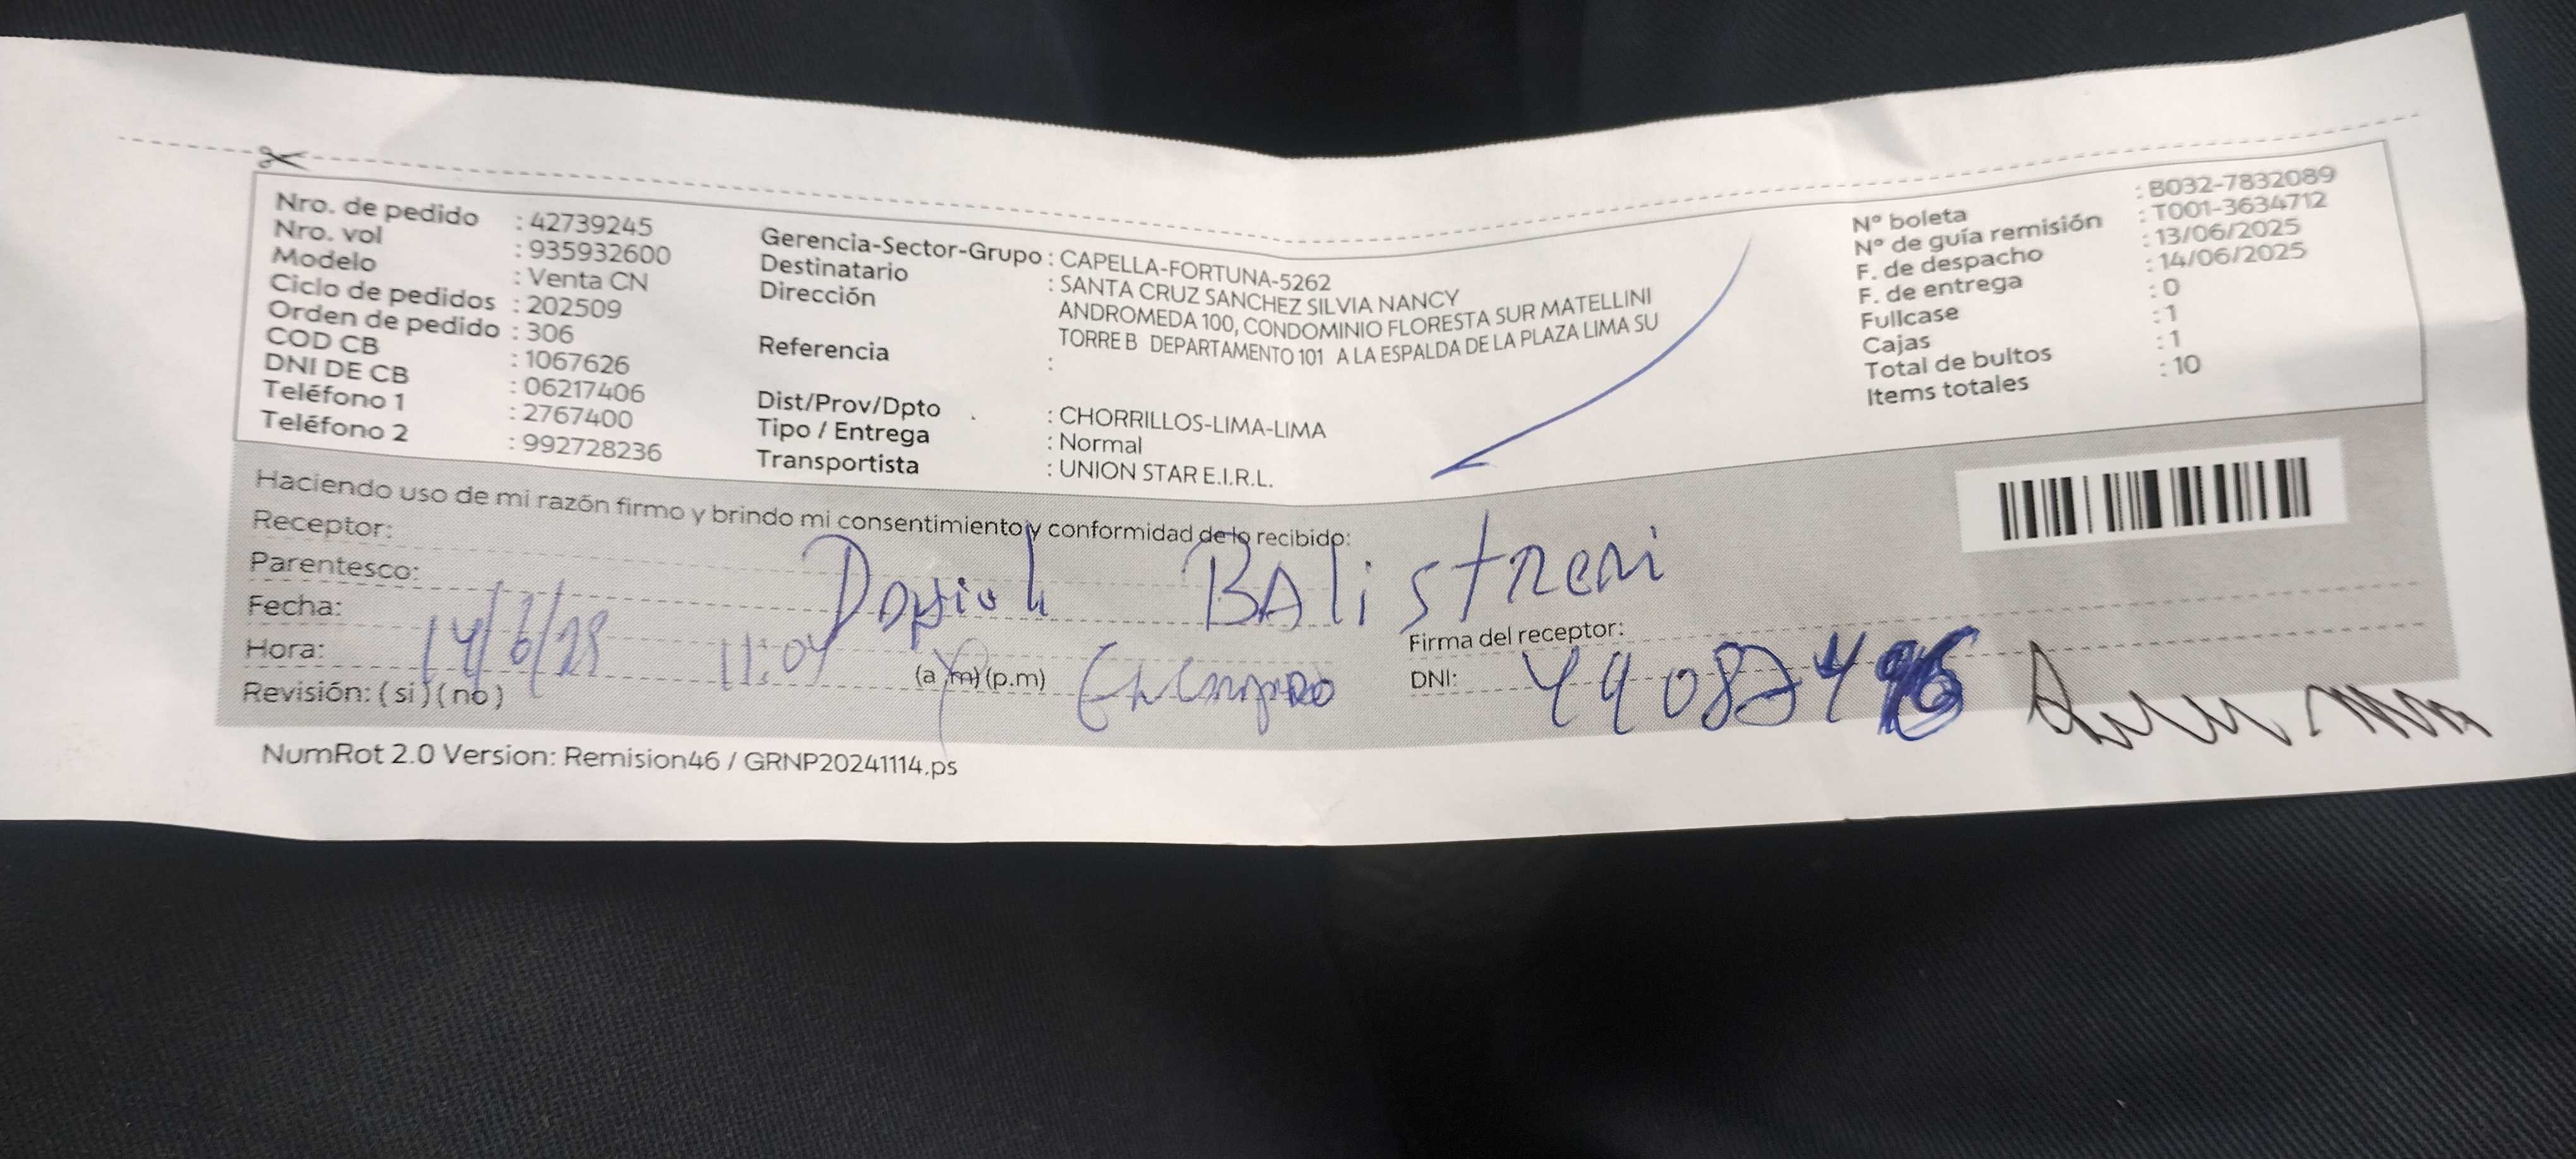 Nro. de pedido : 42739245
Nro. vol : 935932600
Modelo : Venta CN
Ciclo de pedidos : 202509
Orden de pedido : 306
COD CB : 1067626
DNI DE CB : 06217406
Teléfono 1 : 2767400
Teléfono 2 : 992728236
Gerencia-Sector-Grupo : CAPELLA-FORTUNA-5262
Destinatario : SANTA CRUZ SANCHEZ SILVIA NANCY
Dirección ANDROMEDA 100, CONDOMINIO FLORESTA SUR MATELLINI
TORRE B DEPARTAMENTO 101 A LA ESPALDA DE LA PLAZA LIMA SU
Referencia :
Dist/Prov/Dpto : CHORRILLOS-LIMA-LIMA
Tipo / Entrega : Normal
Transportista : UNION STAR E.I.R.L.
N° boleta : B032-7832089
N° de guía remisión : T001-3634712
F. de despacho : 13/06/2025
F. de entrega : 14/06/2025
Fullcase : 0
Cajas : 1
Total de bultos : 1
Items totales : 10
Haciendo uso de mi razón firmo y brindo mi consentimiento y conformidad de lo recibido:
Receptor:
Parentesco: BAlistreri
Fecha: 14/6/25
Firma del receptor:
Hora: 11:04 (a.m) (p.m)
DNI:
Revisión: (si) (no)
NumRot 2.0 Version: Remision46 / GRNP20241114.ps